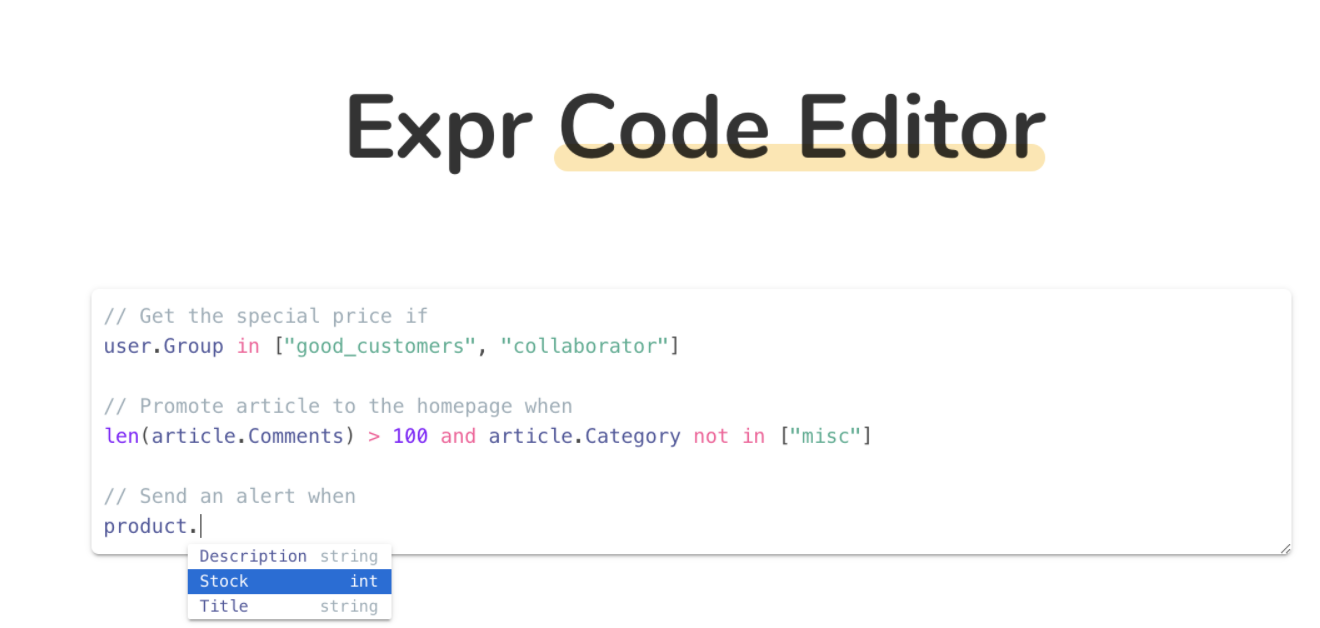 Expr Code Editor
// Get the special price if
user.Group in ["good_customers", "collaborator"]
// Promote article to the homepage when
len(article.Comments) > 100 and article.Category not in ["misc"]
// Send an alert when
product.
Description string
Stock int
Title string